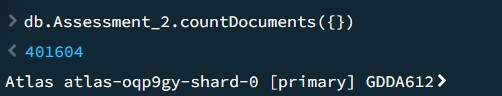 > db.Assessment_2.countDocuments({})
< 401604
Atlas atlas-oqp9gy-shard-0 [primary] GDDA612>